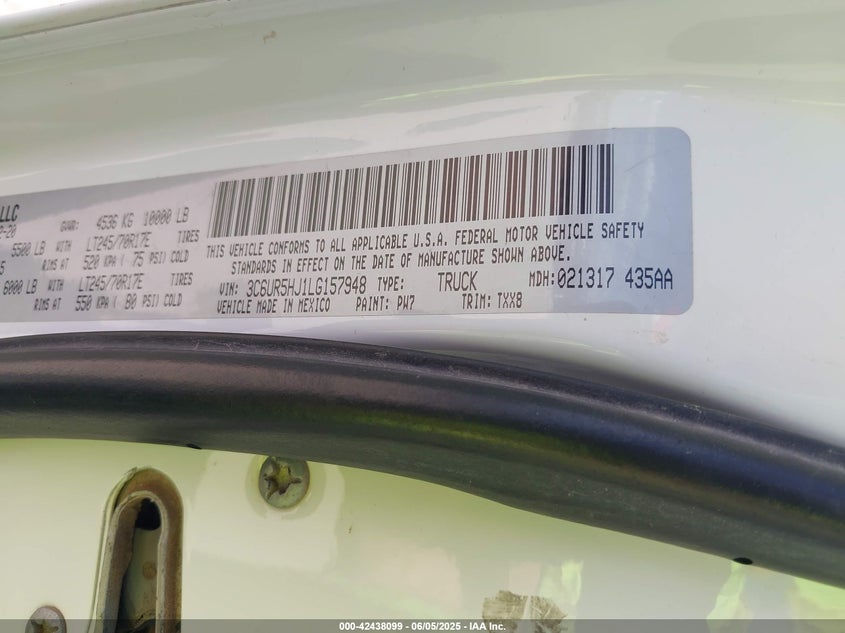 LLC
GVWR: 4536 KG 10000 LB
-20
5500 LB WITH LT245/70R17E TIRES
5 RIMS AT 520 KPA ( 75 PSI) COLD
6000 LB WITH LT245/70R17E TIRES
RIMS AT 550 KPA ( 80 PSI) COLD
THIS VEHICLE CONFORMS TO ALL APPLICABLE U.S.A. FEDERAL MOTOR VEHICLE SAFETY
STANDARDS IN EFFECT ON THE DATE OF MANUFACTURE SHOWN ABOVE.
VIN: 3C6UR5HJ1LG157948 TYPE: TRUCK MDH: 021317 435AA
VEHICLE MADE IN MEXICO PAINT: PW7 TRIM: TXX8
000-42438099 - 06/05/2025 - IAA Inc.